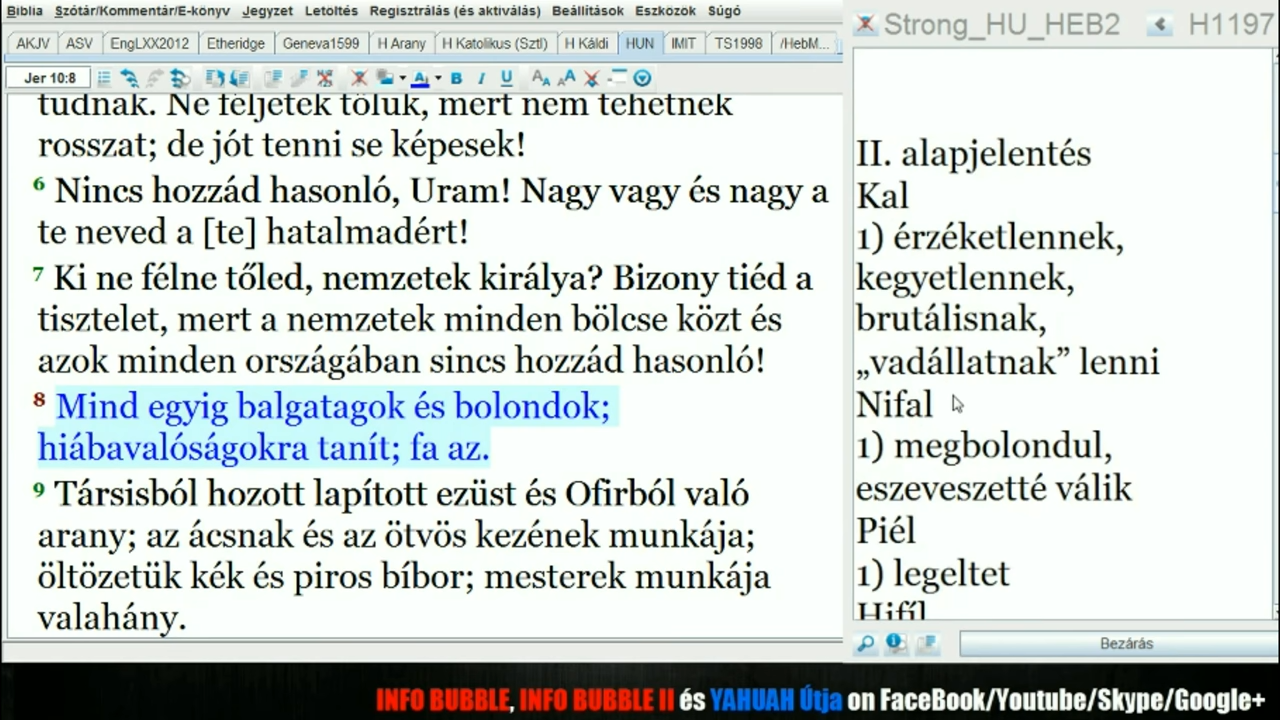 Biblia Szótár/Kommentár/E-könyv Jegyzet Letöltés Regisztrálás (és aktiválás) Beállítások Eszközök Súgó
AKJV ASV EngLXX2012 Etheridge Geneva1599 H Arany H Katolikus (Sztl) H Káldi HUN IMIT TS1998 /HebM...
Jer 10:8
tudnak. Ne féljetek tőlük, mert nem tehetnek
rosszat; de jót tenni se képesek!
6 Nincs hozzád hasonló, Uram! Nagy vagy és nagy a
te neved a [te] hatalmadért!
7 Ki ne félne tőled, nemzetek királya? Bizony tiéd a
tisztelet, mert a nemzetek minden bölcse közt és
azok minden országában sincs hozzád hasonló!
8 Mind egyig balgatagok és bolondok;
hiábavalóságokra tanít; fa az.
9 Társisból hozott lapított ezüst és Ofirból való
arany; az ácsnak és az ötvös kezének munkája;
öltözetük kék és piros bíbor; mesterek munkája
valahány.
Strong_HU_HEB2 H1197
II. alapjelentés
Kal
1) érzéketlennek,
kegyetlennek,
brutálisnak,
„vadállatnak” lenni
Nifal
1) megbolondul,
eszeveszetté válik
Piél
1) legeltet
Hifíl
Bezárás
INFO BUBBLE, INFO BUBBLE II és YAHUAH Útja on FaceBook/Youtube/Skype/Google+